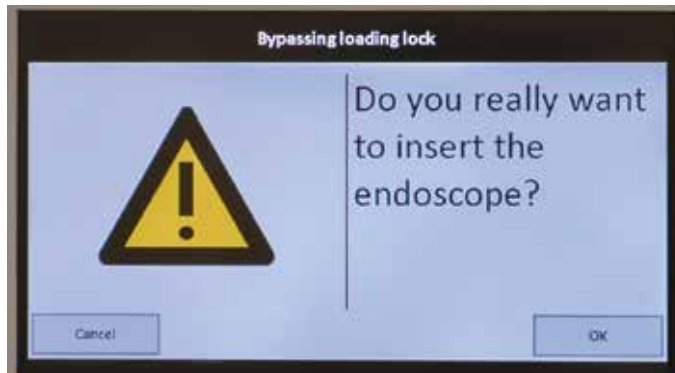 Bypassing loading lock
Do you really want
to insert the
endoscope?
Cancel
OK